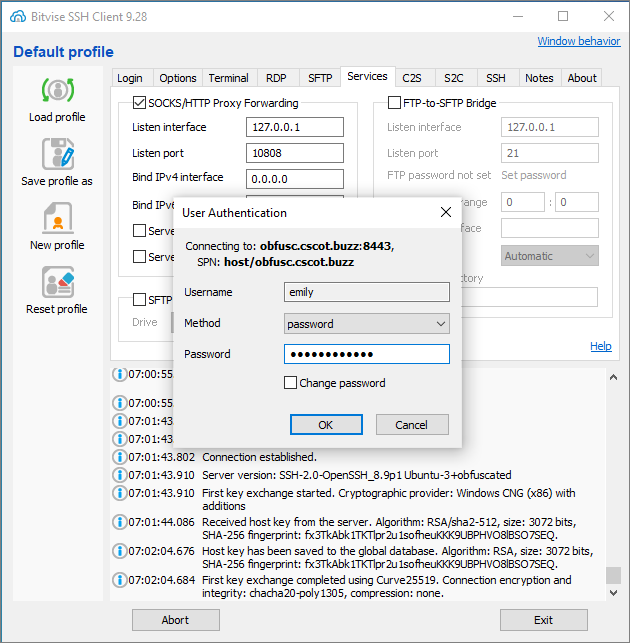 Bitvise SSH Client 9.28
Default profile
Window behavior
Load profile
Save profile as
New profile
Reset profile
Login Options Terminal RDP SFTP Services C2S S2C SSH Notes About
SOCKS/HTTP Proxy Forwarding
Listen interface 127.0.0.1
Listen port 10808
Bind IPv4 interface 0.0.0.0
Bind IPv6
Serve
Serve
SFTP
Drive
FTP-to-SFTP Bridge
Listen interface 127.0.0.1
Listen port 21
FTP password not set Set password
0 : 0
Automatic
Help
User Authentication
Connecting to: obfusc.cscot.buzz:8443,
SPN: host/obfusc.cscot.buzz
Username emily
Method password
Password ●●●●●●●●●●●●
Change password
OK Cancel
07:00:55
07:00:55
07:01:43
07:01:43
07:01:43.802 Connection established.
07:01:43.910 Server version: SSH-2.0-OpenSSH_8.9p1 Ubuntu-3+obfuscated
07:01:43.910 First key exchange started. Cryptographic provider: Windows CNG (x86) with
additions
07:01:44.086 Received host key from the server. Algorithm: RSA/sha2-512, size: 3072 bits,
SHA-256 fingerprint: fx3TkAbk1TKTlpr2u1sofheuKKK9UBPHVO8lBSO7SEQ.
07:02:04.676 Host key has been saved to the global database. Algorithm: RSA, size: 3072 bits,
SHA-256 fingerprint: fx3TkAbk1TKTlpr2u1sofheuKKK9UBPHVO8lBSO7SEQ.
07:02:04.684 First key exchange completed using Curve25519. Connection encryption and
integrity: chacha20-poly1305, compression: none.
Abort Exit